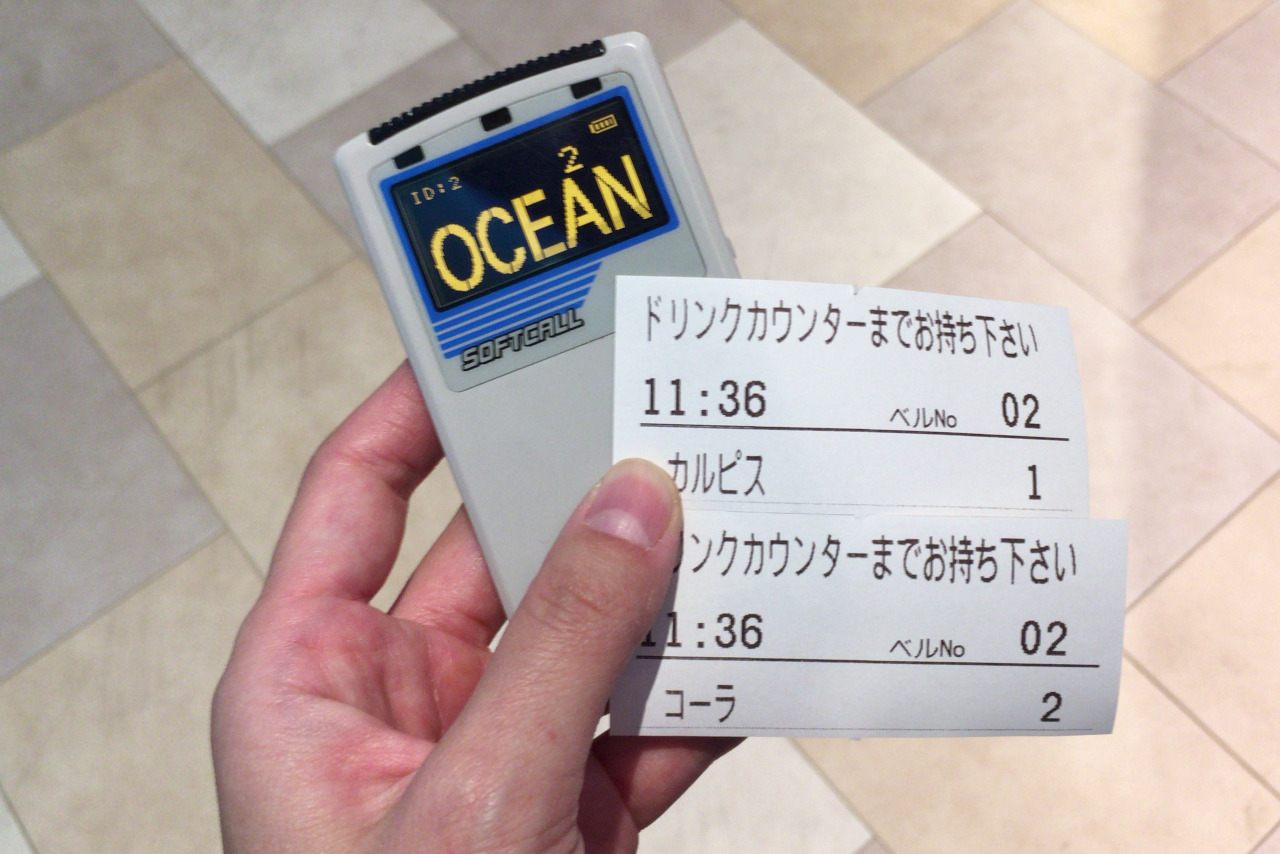 ID:2
2
OCEAN
SOFTCALL
ドリンクカウンターまでお持ち下さい
11:36 ベルNo 02
カルピス 1
リンクカウンターまでお持ち下さい
11:36 ベルNo 02
コーラ 2